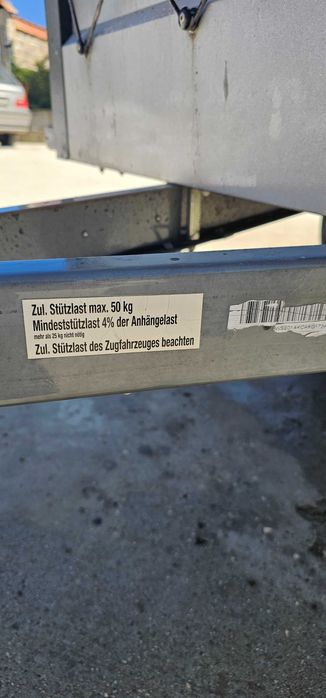 Zul. Stützlast max. 50 kg
Mindeststützlast 4% der Anhängelast
mehr als 25 kg nicht nötig
Zul. Stützlast des Zugfahrzeuges beachten